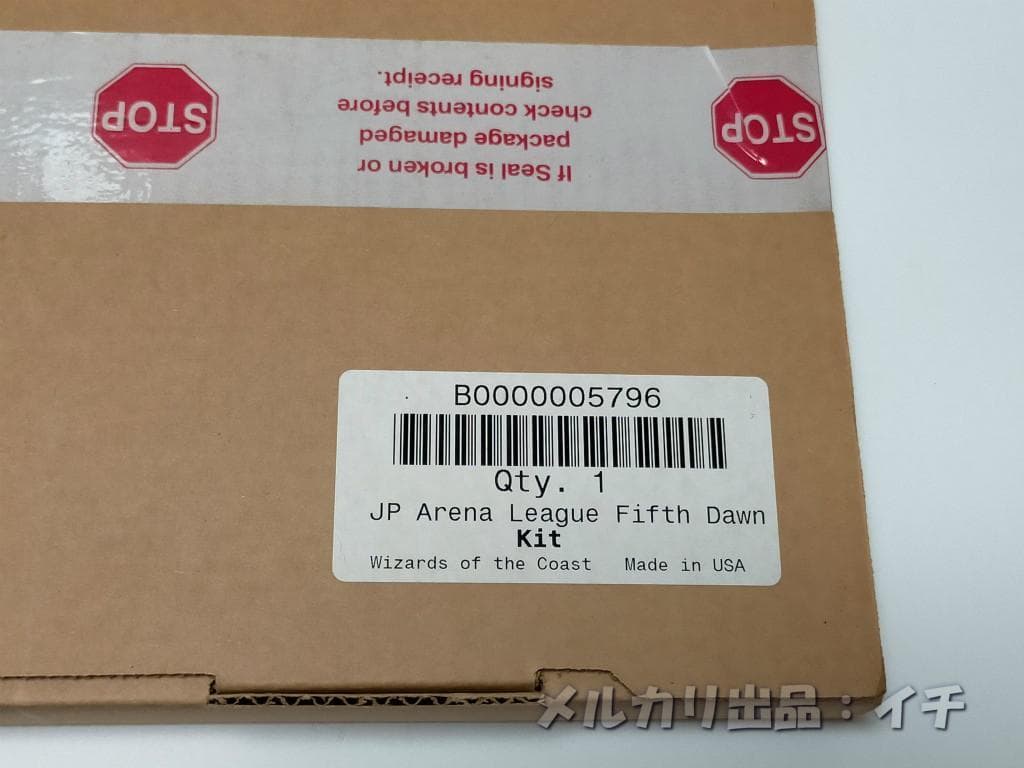 STOP
If Seal is broken or
package damaged
check contents before
signing receipt.
STOP
B0000005796
Qty. 1
JP Arena League Fifth Dawn
Kit
Wizards of the Coast Made in USA
メルカリ出品：イチ